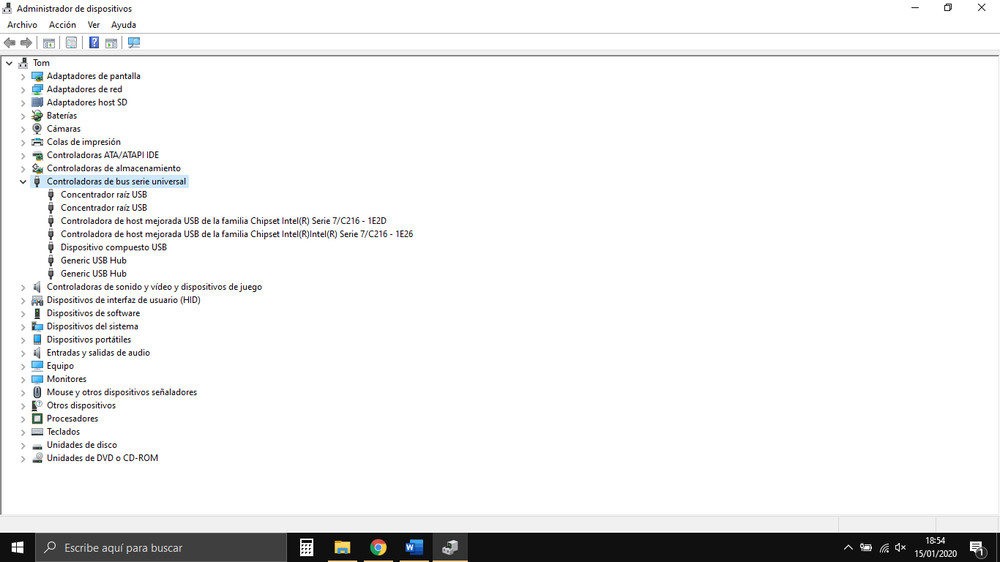 Administrador de dispositivos
Archivo Acción Ver Ayuda
Tom
Adaptadores de pantalla
Adaptadores de red
Adaptadores host SD
Baterías
Cámaras
Colas de impresión
Controladoras ATA/ATAPI IDE
Controladoras de almacenamiento
Controladoras de bus serie universal
Concentrador raíz USB
Concentrador raíz USB
Controladora de host mejorada USB de la familia Chipset Intel(R) Serie 7/C216 - 1E2D
Controladora de host mejorada USB de la familia Chipset Intel(R)Intel(R) Serie 7/C216 - 1E26
Dispositivo compuesto USB
Generic USB Hub
Generic USB Hub
Controladoras de sonido y vídeo y dispositivos de juego
Dispositivos de interfaz de usuario (HID)
Dispositivos de software
Dispositivos del sistema
Dispositivos portátiles
Entradas y salidas de audio
Equipo
Monitores
Mouse y otros dispositivos señaladores
Otros dispositivos
Procesadores
Teclados
Unidades de disco
Unidades de DVD o CD-ROM
Escribe aquí para buscar
18:54
15/01/2020
1